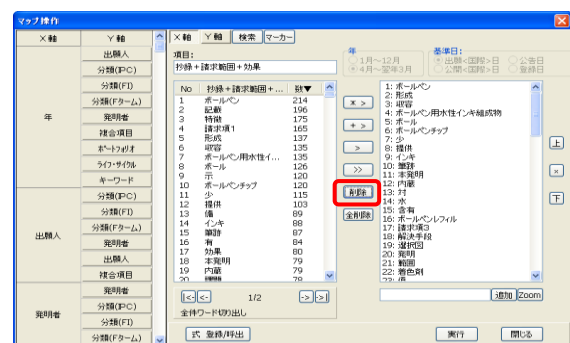 マップ操作
X軸 Y軸
年
出願人
分類(IPC)
分類(FI)
分類(Fターム)
発明者
複合項目
ポートフォリオ
ライフ・サイクル
キーワード
出願人
分類(IPC)
分類(FI)
分類(Fターム)
発明者
出願人
複合項目
発明者
発明者
分類(IPC)
分類(FI)
分類(Fターム)
X軸 Y軸 検索 マーカー
項目:
抄録+請求範囲+効果
年
1月~12月
4月~翌年3月
基準日:
出願<国際>日 公告日
公開<国際>日 登録日
No 抄録+請求範囲+... 数▼
1 ボールペン 214
2 記載 196
3 特徴 175
4 請求項1 165
5 形成 137
6 収容 135
7 ボールペン用水性イ... 135
8 ボール 126
9 示 120
10 ボールペンチップ 120
11 少 115
12 提供 103
13 備 89
14 インキ 88
15 筆跡 87
16 有 84
17 効果 80
18 本発明 79
19 内蔵 79
20 78
|<- <- 1/2 -> ->|
全件ワード切り出し
* >
+ >
>
>>
削除
全削除
1: ボールペン
2: 形成
3: 収容
4: ボールペン用水性インキ組成物
5: ボール
6: ボールペンチップ
7: 少
8: 提供
9: インキ
10: 筆跡
11: 本発明
12: 内蔵
13: 対
14: 水
15: 含有
16: ボールペンレフィル
17: 請求項3
18: 解決手段
19: 選択図
20: 発明
21: 範囲
22: 着色剤
上
×
下
追加 Zoom
式 登録/呼出
実行 閉じる